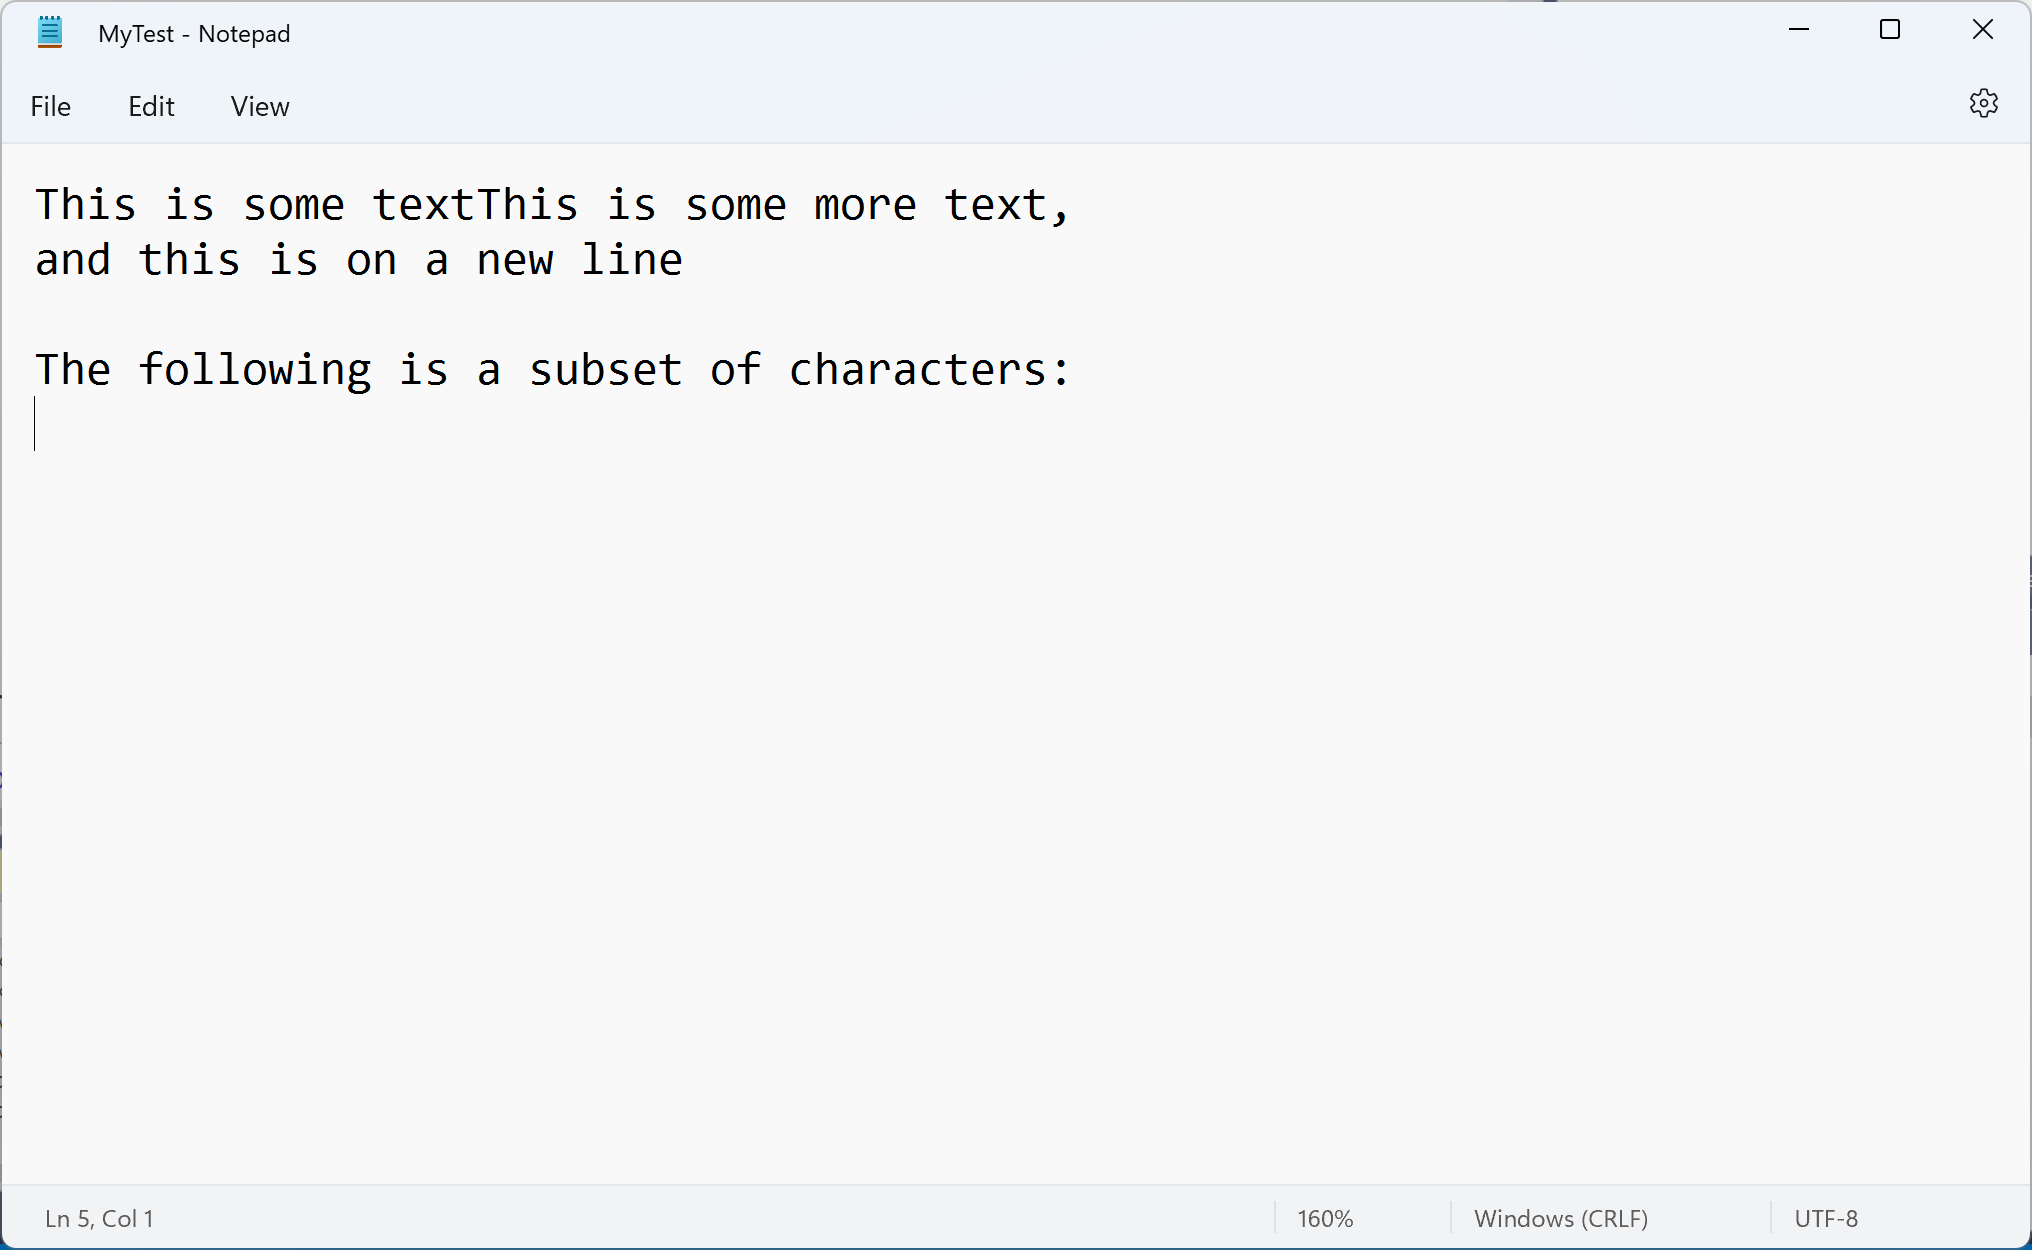 MyTest - Notepad
File Edit View
This is some textThis is some more text,
and this is on a new line
The following is a subset of characters:
Ln 5, Col 1 160% Windows (CRLF) UTF-8